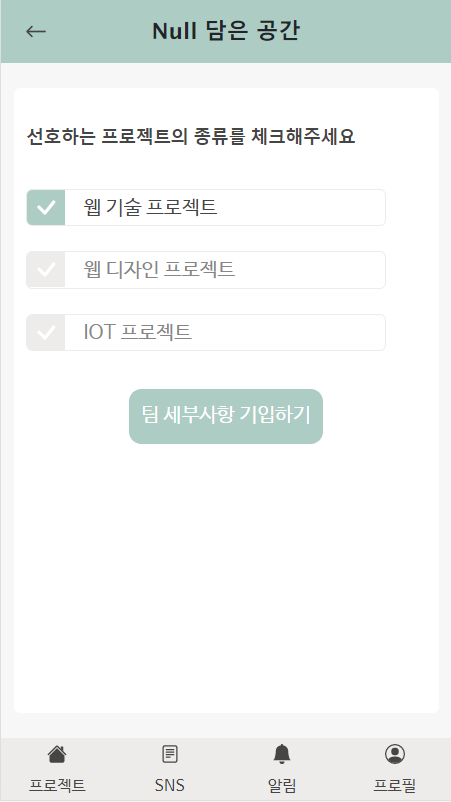 Null 담은 공간
선호하는 프로젝트의 종류를 체크해주세요
웹 기술 프로젝트
웹 디자인 프로젝트
IOT 프로젝트
팀 세부사항 기입하기
프로젝트
SNS
알림
프로필